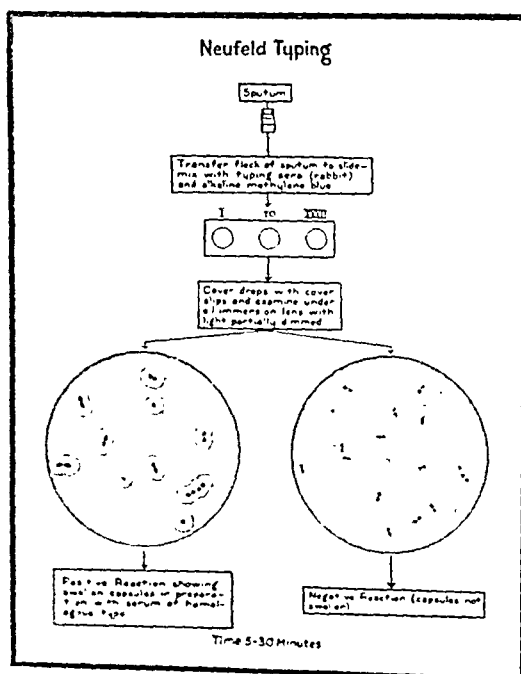 Neufeld Typing
Sputum
Transfer fleck of sputum to slide-
mix with typing sera (rabbit)
and alkaline methylene blue
I TO
Cover drops with cover
slips and examine under
oil immersion lens with
light partially dimmed
Positive Reaction showing
swollen capsules in prepara-
tion with serum of homol-
ogous type
Negative Reaction (capsules not
swollen)
Time 5-30 Minutes